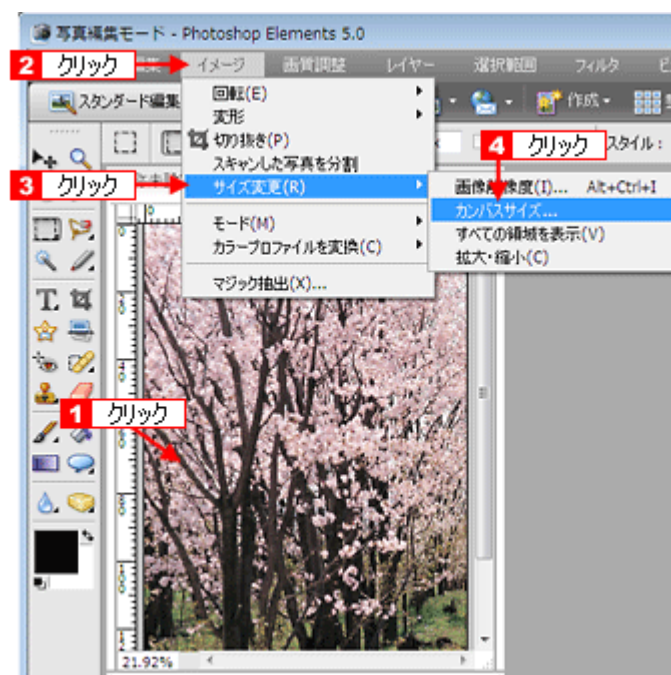 写真編集モード - Photoshop Elements 5.0
2 クリック
イメージ 画質調整 レイヤー 選択範囲 フィルタ
スタンダード編集
作成
回転(E)
変形
切り抜き(P)
スキャンした写真を分割
3 クリック
サイズ変更(R)
モード(M)
カラープロファイルを変換(C)
マジック抽出(X)...
4 クリック
スタイル:
画像解像度(I)... Alt+Ctrl+I
カンバスサイズ...
すべての領域を表示(V)
拡大・縮小(C)
1 クリック
21.92%